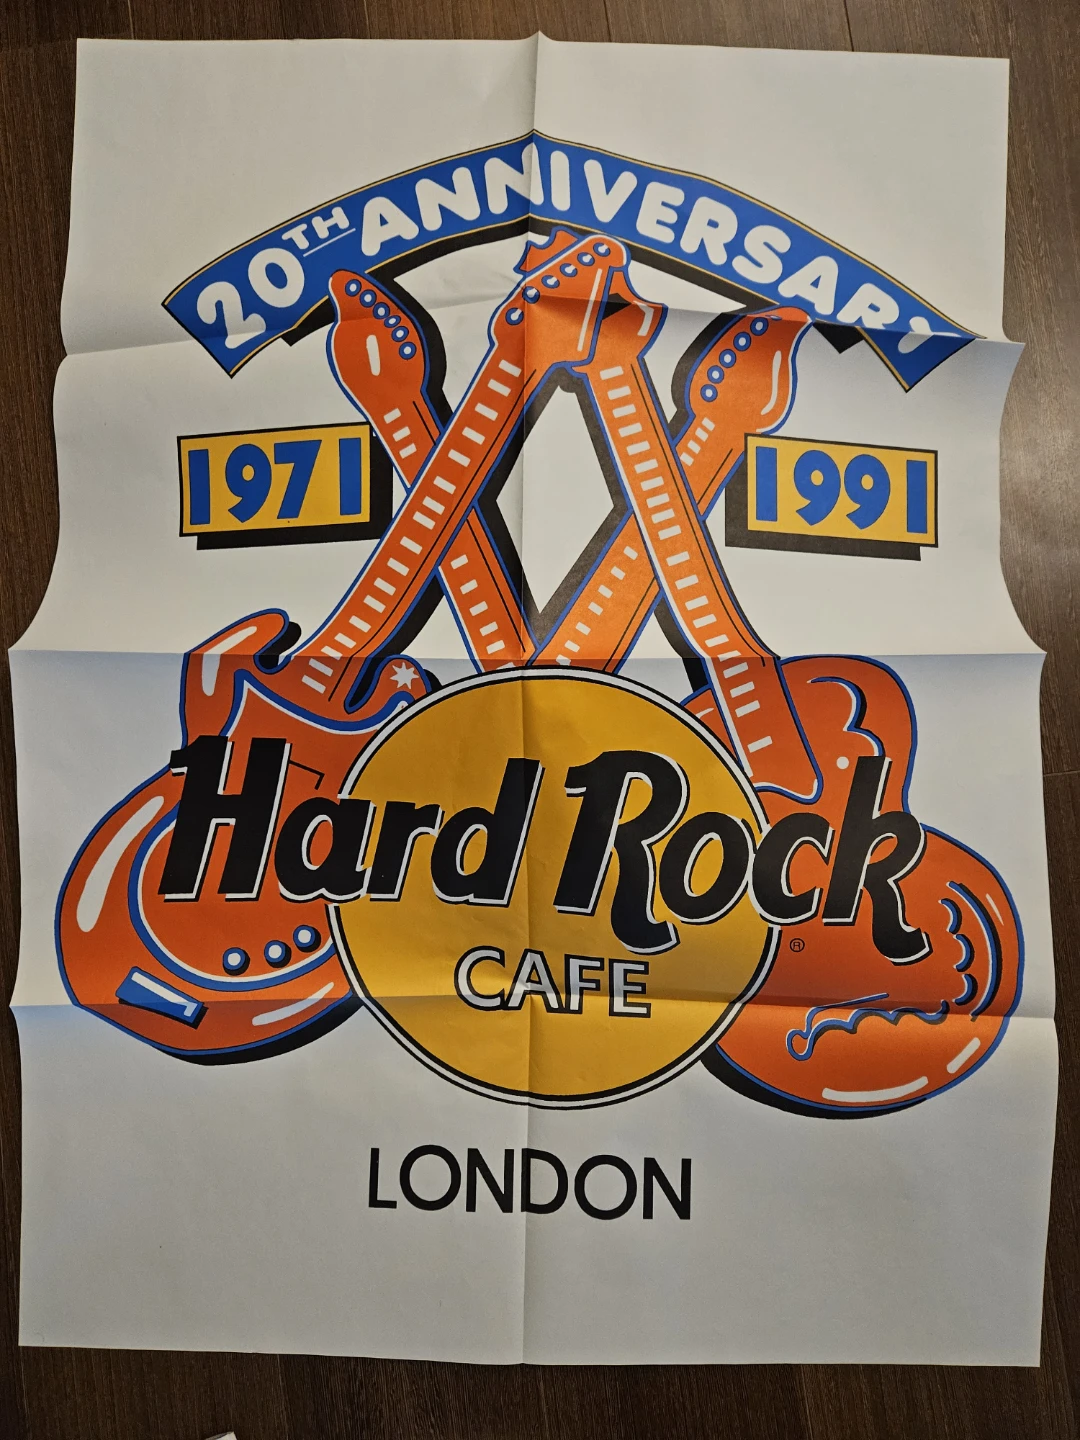 20TH ANNIVERSARY
1971
1991
Hard Rock
®
CAFE
LONDON